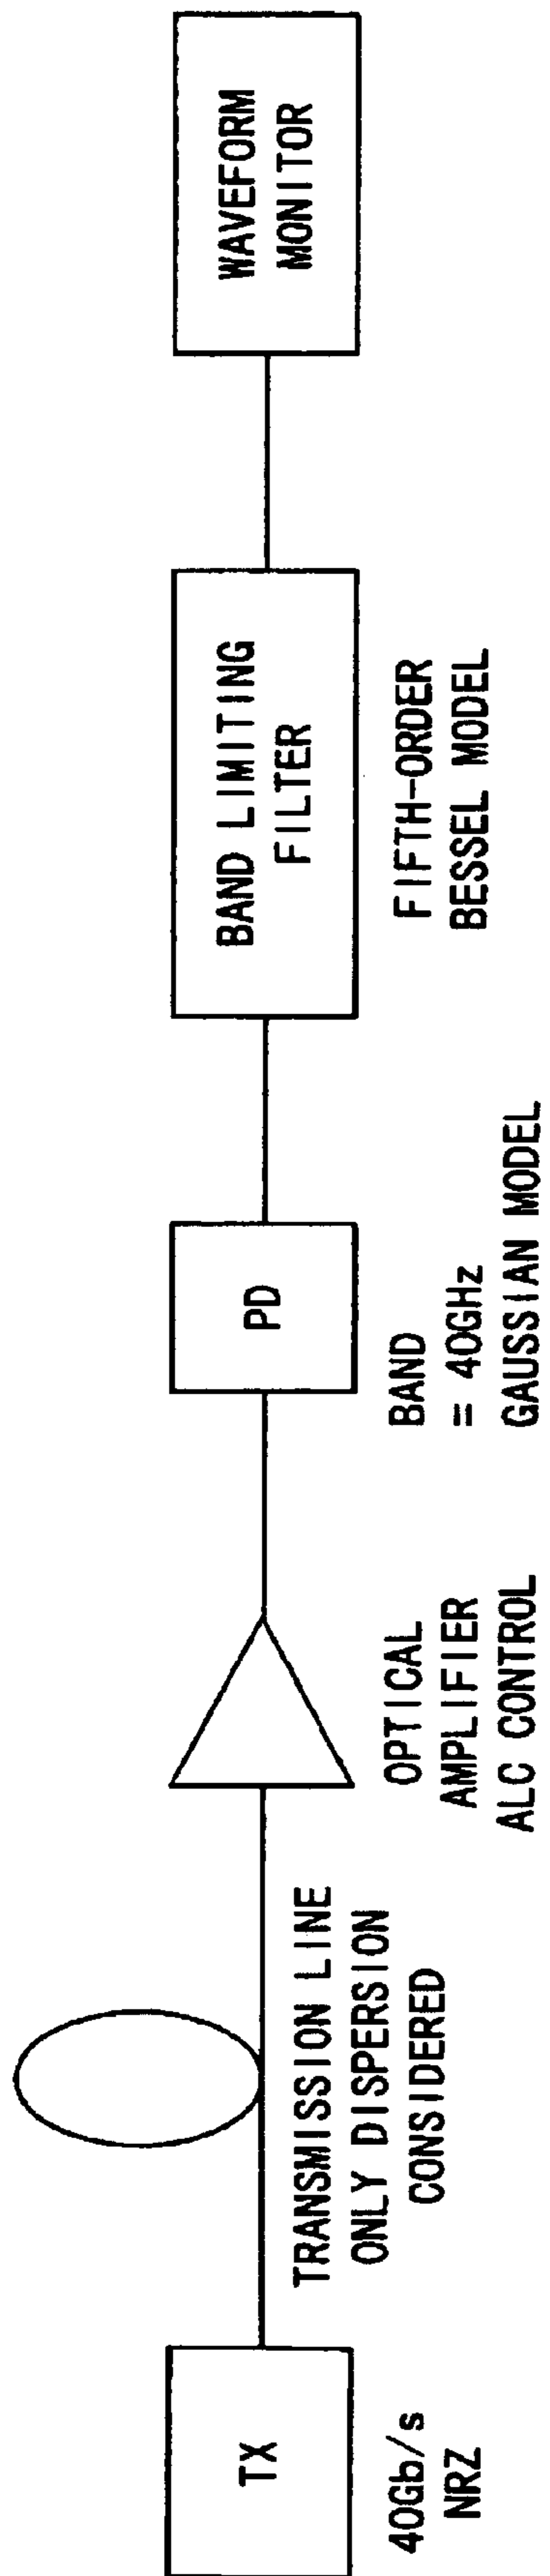 TX
40Gb/s
NRZ
TRANSMISSION LINE
ONLY DISPERSION
CONSIDERED
OPTICAL
AMPLIFIER
ALC CONTROL
PD
BAND
= 40GHz
GAUSSIAN MODEL
BAND LIMITING
FILTER
FIFTH-ORDER
BESSEL MODEL
WAVEFORM
MONITOR